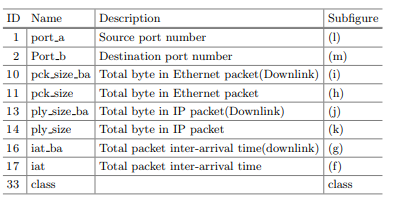 ID Name Description Subfigure
1 port_a Source port number (l)
2 Port_b Destination port number (m)
10 pck_size_ba Total byte in Ethernet packet(Downlink) (i)
11 pck_size Total byte in Ethernet packet (h)
13 ply_size_ba Total byte in IP packet(Downlink) (j)
14 ply_size Total byte in IP packet (k)
16 iat_ba Total packet inter-arrival time(downlink) (g)
17 iat Total packet inter-arrival time (f)
33 class class